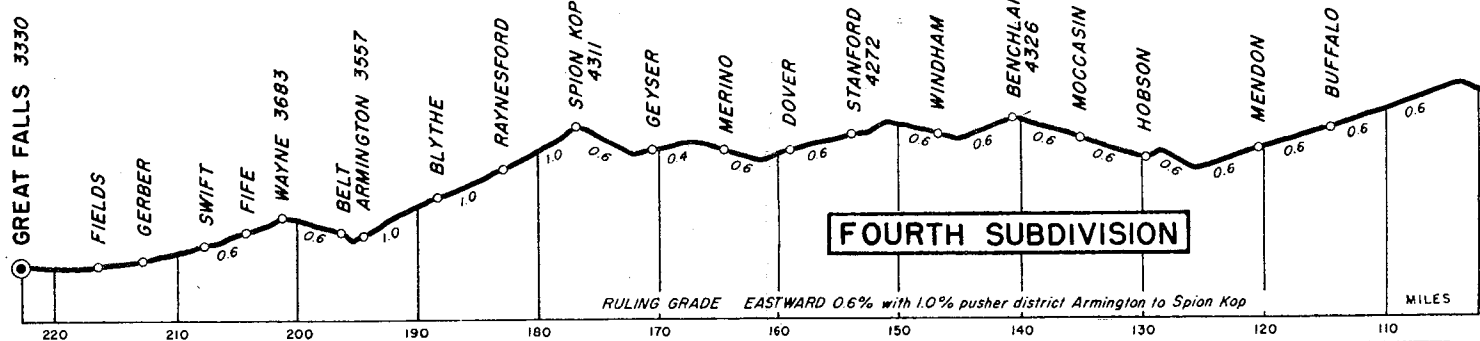 GREAT FALLS 3330
FIELDS
GERBER
SWIFT
FIFE
WAYNE 3683
BELT
ARMINGTON 3557
BLYTHE
RAYNESFORD
SPION KOP
4311
GEYSER
MERINO
DOVER
STANFORD
4272
WINDHAM
BENCHLA
4326
MOCCASIN
HOBSON
MENDON
BUFFALO
0.6
0.6
1.0
1.0
1.0
0.6
0.4
0.6
0.6
0.6
0.6
0.6
0.6
0.6
0.6
0.6
0.6
FOURTH SUBDIVISION
RULING GRADE EASTWARD 0.6% with 1.0% pusher district Armington to Spion Kop
MILES
220 210 200 190 180 170 160 150 140 130 120 110